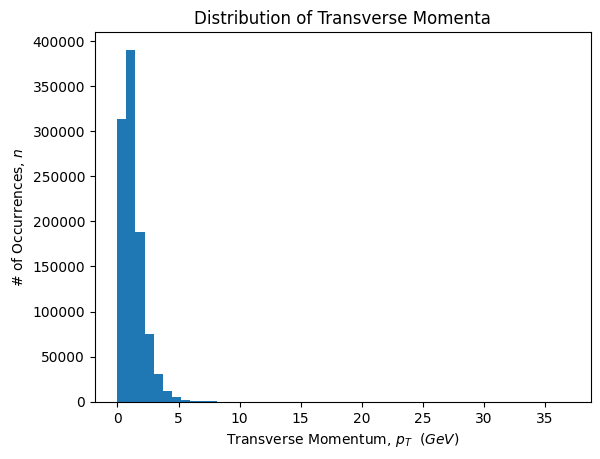 Distribution of Transverse Momenta
# of Occurrences, n
400000
350000
300000
250000
200000
150000
100000
50000
0
0 5 10 15 20 25 30 35
Transverse Momentum, p_T (GeV)